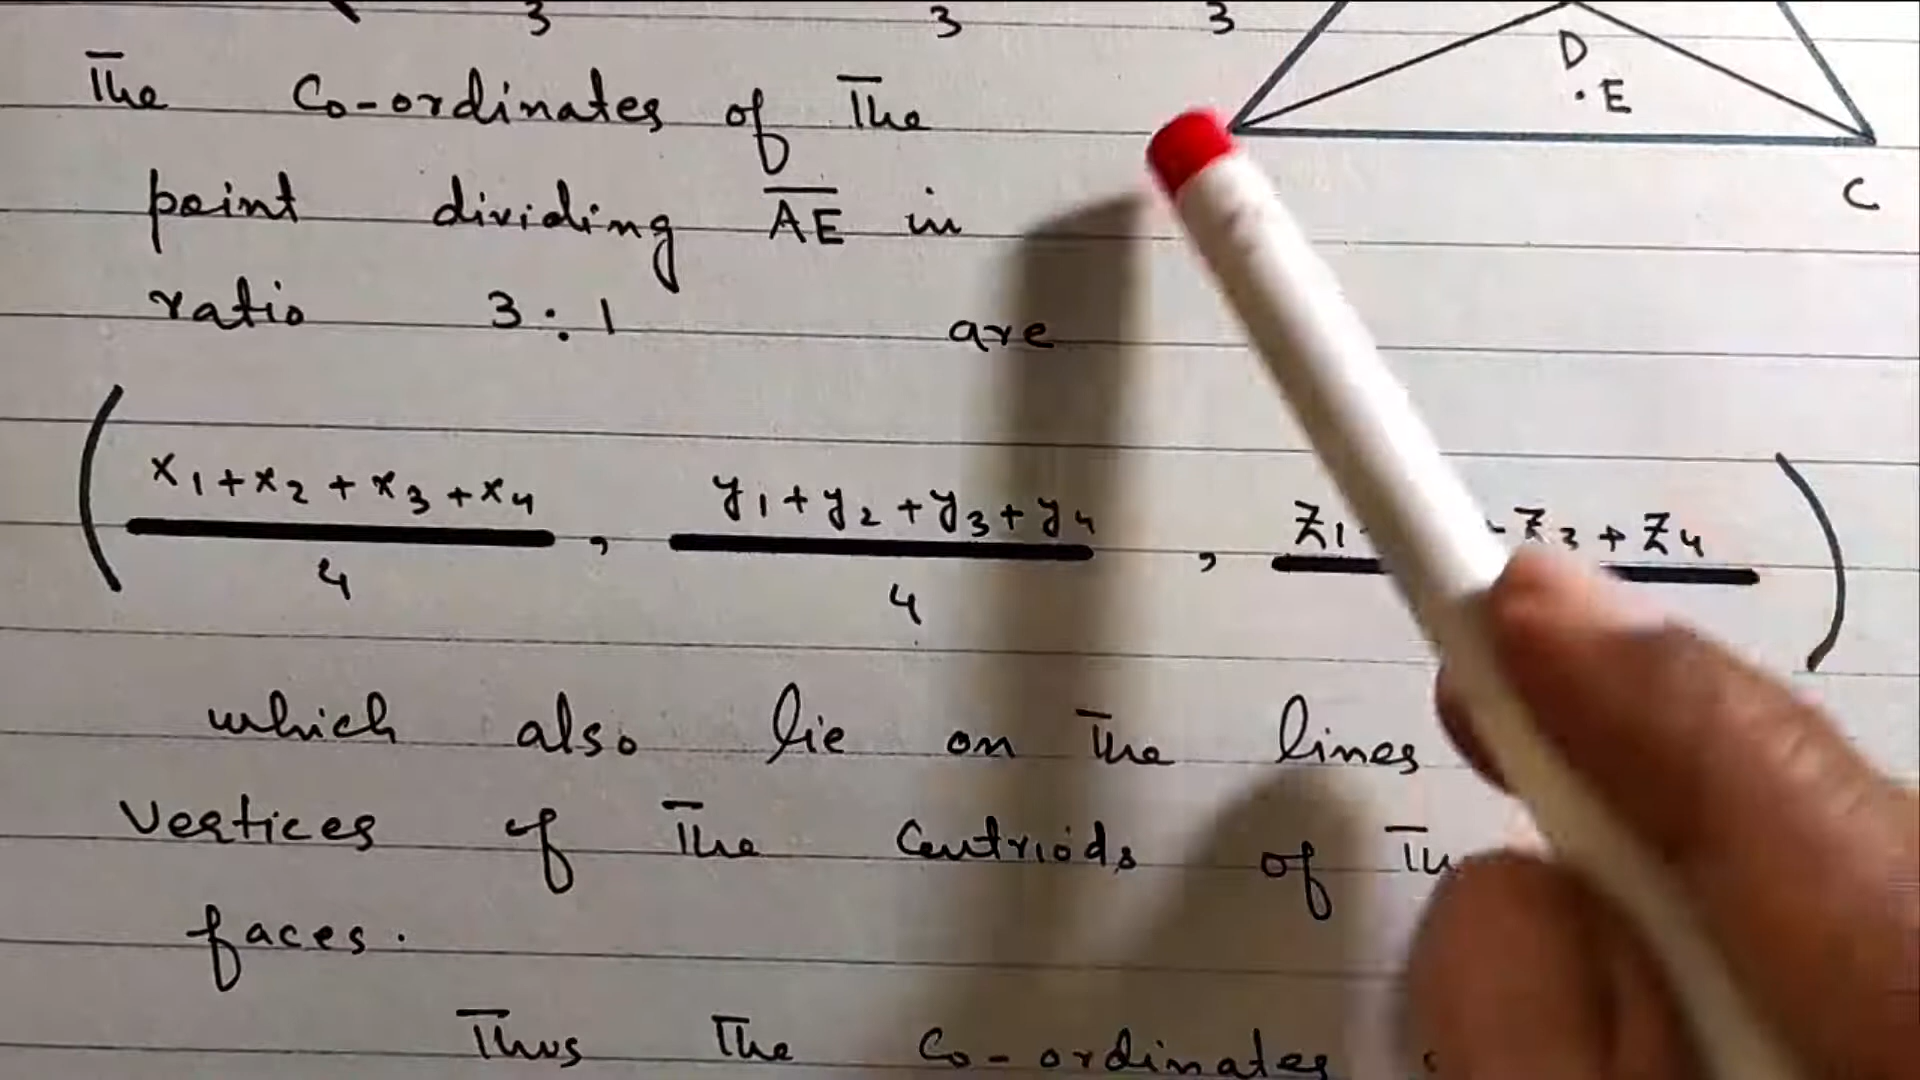 3 3 3
The Co-ordinates of The
D
. E
point dividing AE in
C
ratio 3 : 1 are
( x1+x2+x3+x4 / 4 , y1+y2+y3+y4 / 4 , z1 z3+z4 )
which also lie on The lines
vertices of The Centriods of
faces.
Thus The Co-ordinates